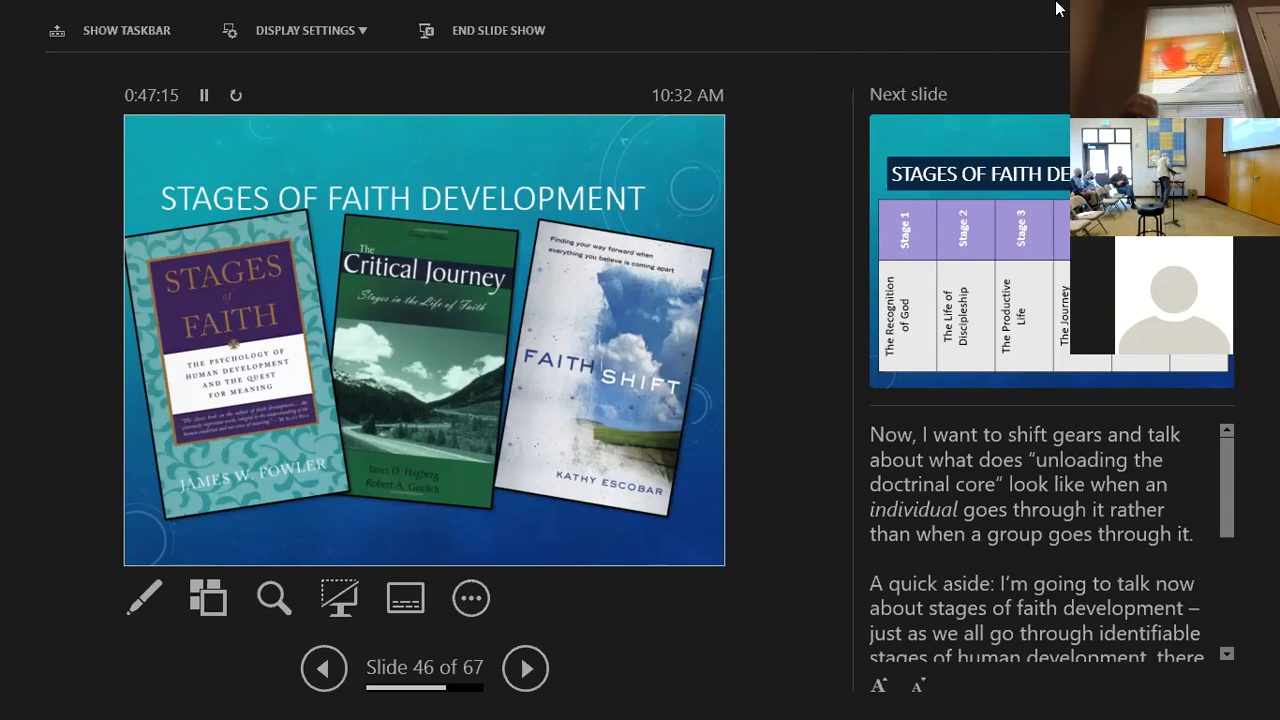 SHOW TASKBAR
DISPLAY SETTINGS
END SLIDE SHOW
0:47:15
10:32 AM
STAGES OF FAITH DEVELOPMENT
STAGES
of
FAITH
THE PSYCHOLOGY OF
HUMAN DEVELOPMENT
AND THE QUEST
FOR MEANING
JAMES W. FOWLER
The
Critical Journey
Stages in the Life of Faith
Janet O. Hagberg
Robert A. Guelich
Finding your way forward when
everything you believe is coming apart
FAITH SHIFT
KATHY ESCOBAR
Slide 46 of 67
Next slide
STAGES OF FAITH DE
Stage 1
Stage 2
Stage 3
The Recognition
of God
The Life of
Discipleship
The Productive
Life
The Journey
Now, I want to shift gears and talk
about what does “unloading the
doctrinal core” look like when an
individual goes through it rather
than when a group goes through it.
A quick aside: I’m going to talk now
about stages of faith development –
just as we all go through identifiable
stages of human development, there
A A